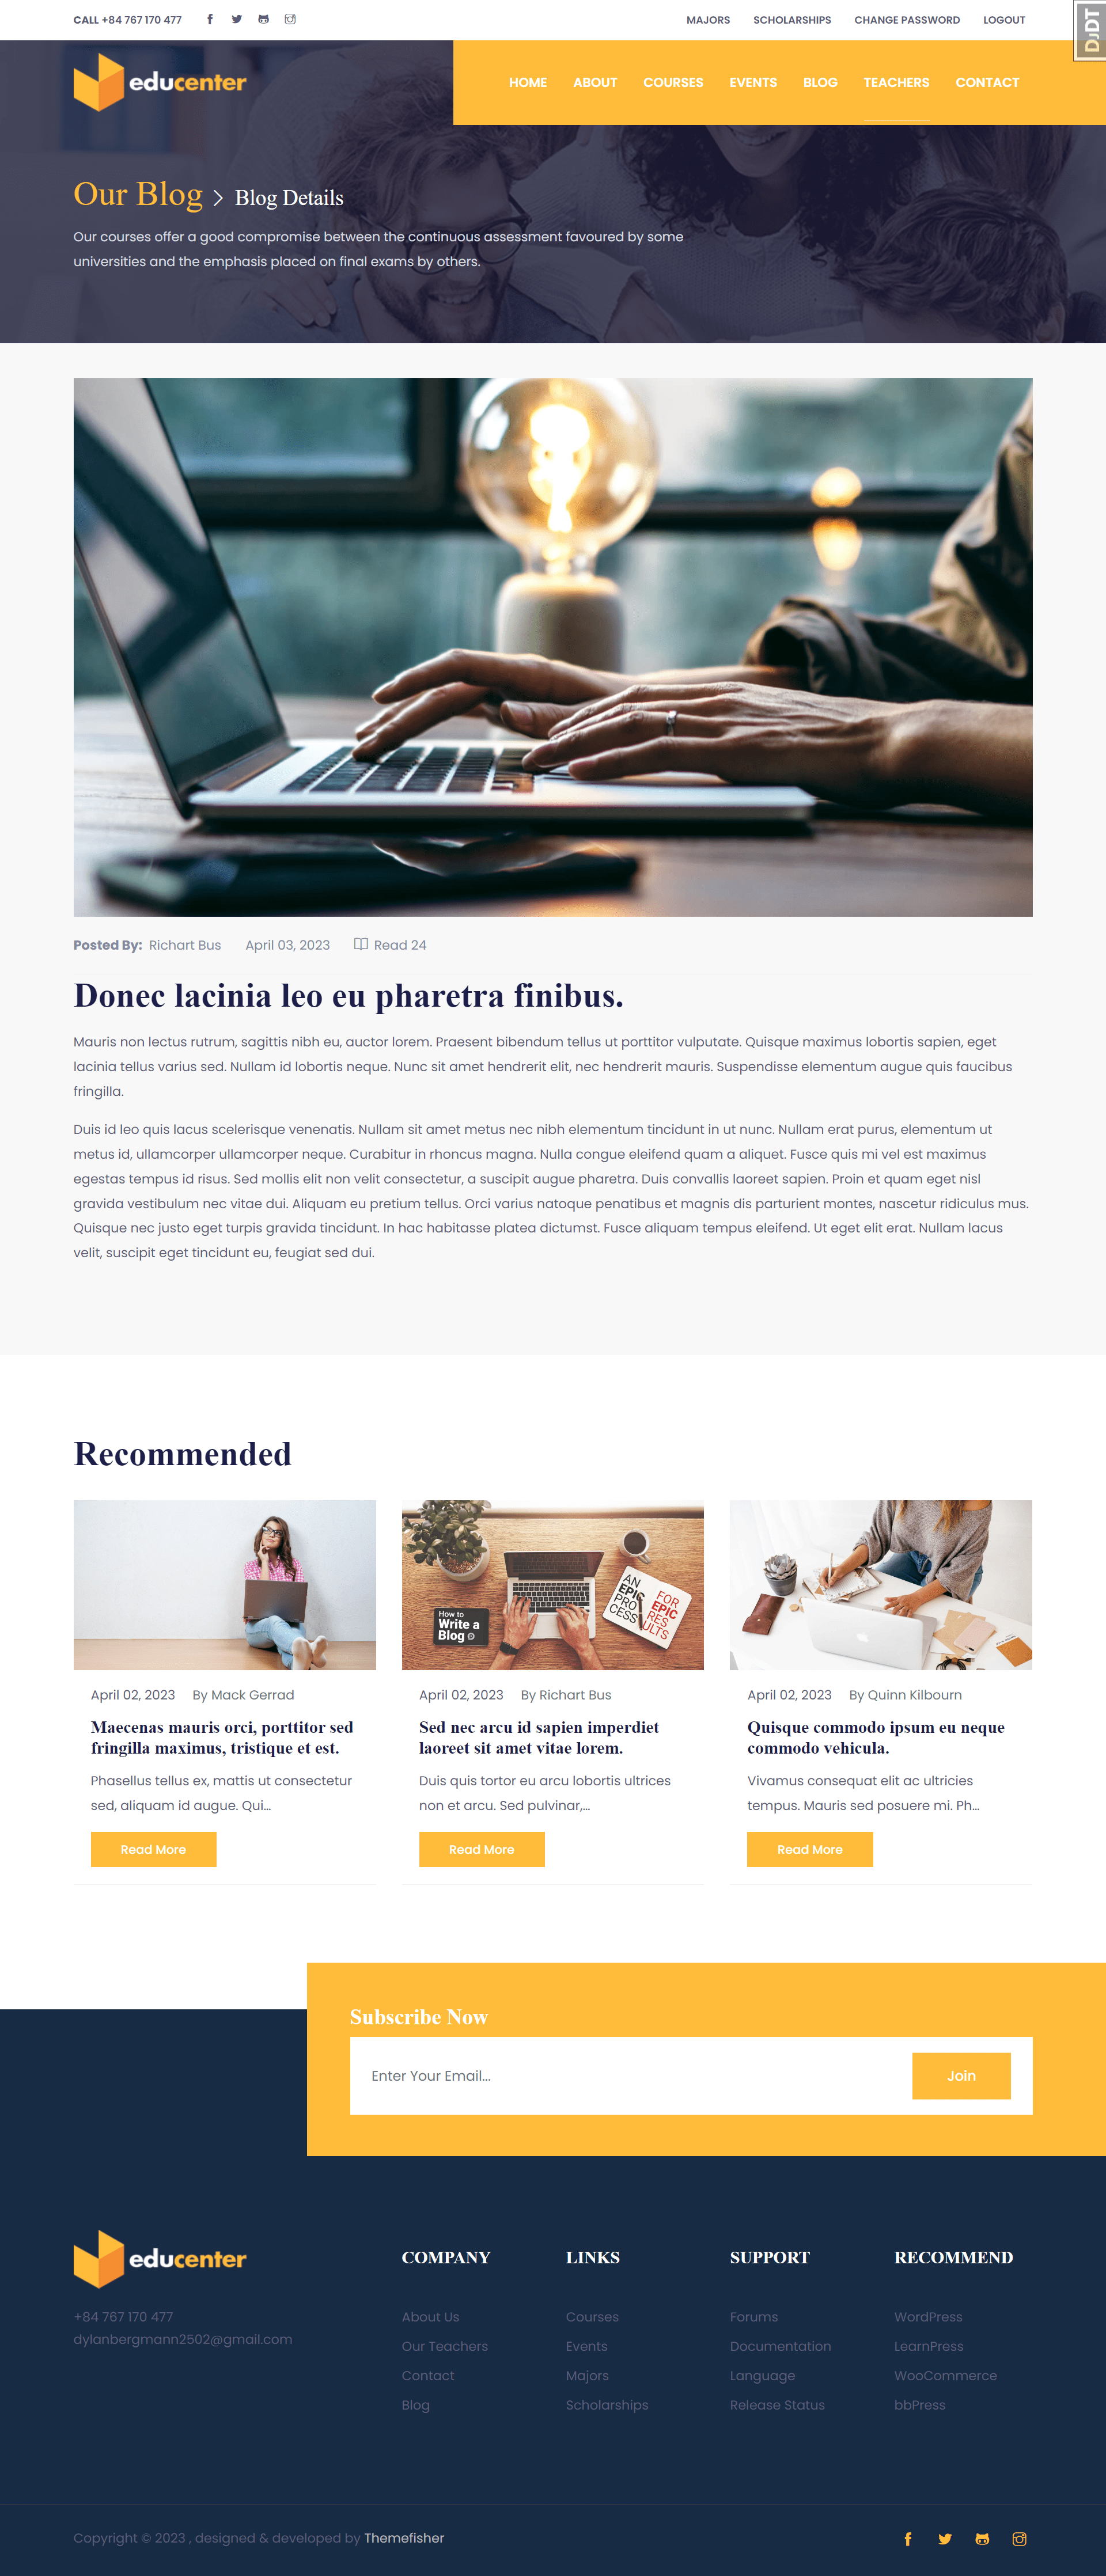 CALL +84 767 170 477
MAJORS SCHOLARSHIPS CHANGE PASSWORD LOGOUT
DJDT
educenter
HOME ABOUT COURSES EVENTS BLOG TEACHERS CONTACT
Our Blog > Blog Details
Our courses offer a good compromise between the continuous assessment favoured by some
universities and the emphasis placed on final exams by others.
Posted By: Richart Bus April 03, 2023 Read 24
Donec lacinia leo eu pharetra finibus.
Mauris non lectus rutrum, sagittis nibh eu, auctor lorem. Praesent bibendum tellus ut porttitor vulputate. Quisque maximus lobortis sapien, eget
lacinia tellus varius sed. Nullam id lobortis neque. Nunc sit amet hendrerit elit, nec hendrerit mauris. Suspendisse elementum augue quis faucibus
fringilla.
Duis id leo quis lacus scelerisque venenatis. Nullam sit amet metus nec nibh elementum tincidunt in ut nunc. Nullam erat purus, elementum ut
metus id, ullamcorper ullamcorper neque. Curabitur in rhoncus magna. Nulla congue eleifend quam a aliquet. Fusce quis mi vel est maximus
egestas tempus id risus. Sed mollis elit non velit consectetur, a suscipit augue pharetra. Duis convallis laoreet sapien. Proin et quam eget nisl
gravida vestibulum nec vitae dui. Aliquam eu pretium tellus. Orci varius natoque penatibus et magnis dis parturient montes, nascetur ridiculus mus.
Quisque nec justo eget turpis gravida tincidunt. In hac habitasse platea dictumst. Fusce aliquam tempus eleifend. Ut eget elit erat. Nullam lacus
velit, suscipit eget tincidunt eu, feugiat sed dui.
Recommended
How to
Write a
Blog
AN
EPIC
PRO
CESS
FOR
EPIC
RES
ULTS
April 02, 2023 By Mack Gerrad
Maecenas mauris orci, porttitor sed
fringilla maximus, tristique et est.
Phasellus tellus ex, mattis ut consectetur
sed, aliquam id augue. Qui...
Read More
April 02, 2023 By Richart Bus
Sed nec arcu id sapien imperdiet
laoreet sit amet vitae lorem.
Duis quis tortor eu arcu lobortis ultrices
non et arcu. Sed pulvinar,...
Read More
April 02, 2023 By Quinn Kilbourn
Quisque commodo ipsum eu neque
commodo vehicula.
Vivamus consequat elit ac ultricies
tempus. Mauris sed posuere mi. Ph...
Read More
Subscribe Now
Enter Your Email...
Join
educenter
+84 767 170 477
dylanbergmann2502@gmail.com
COMPANY
About Us
Our Teachers
Contact
Blog
LINKS
Courses
Events
Majors
Scholarships
SUPPORT
Forums
Documentation
Language
Release Status
RECOMMEND
WordPress
LearnPress
WooCommerce
bbPress
Copyright © 2023 , designed & developed by Themefisher